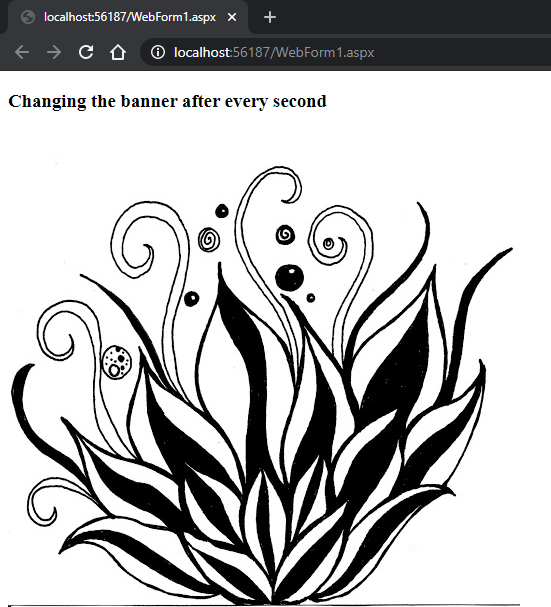 localhost:56187/WebForm1.aspx
localhost:56187/WebForm1.aspx
Changing the banner after every second